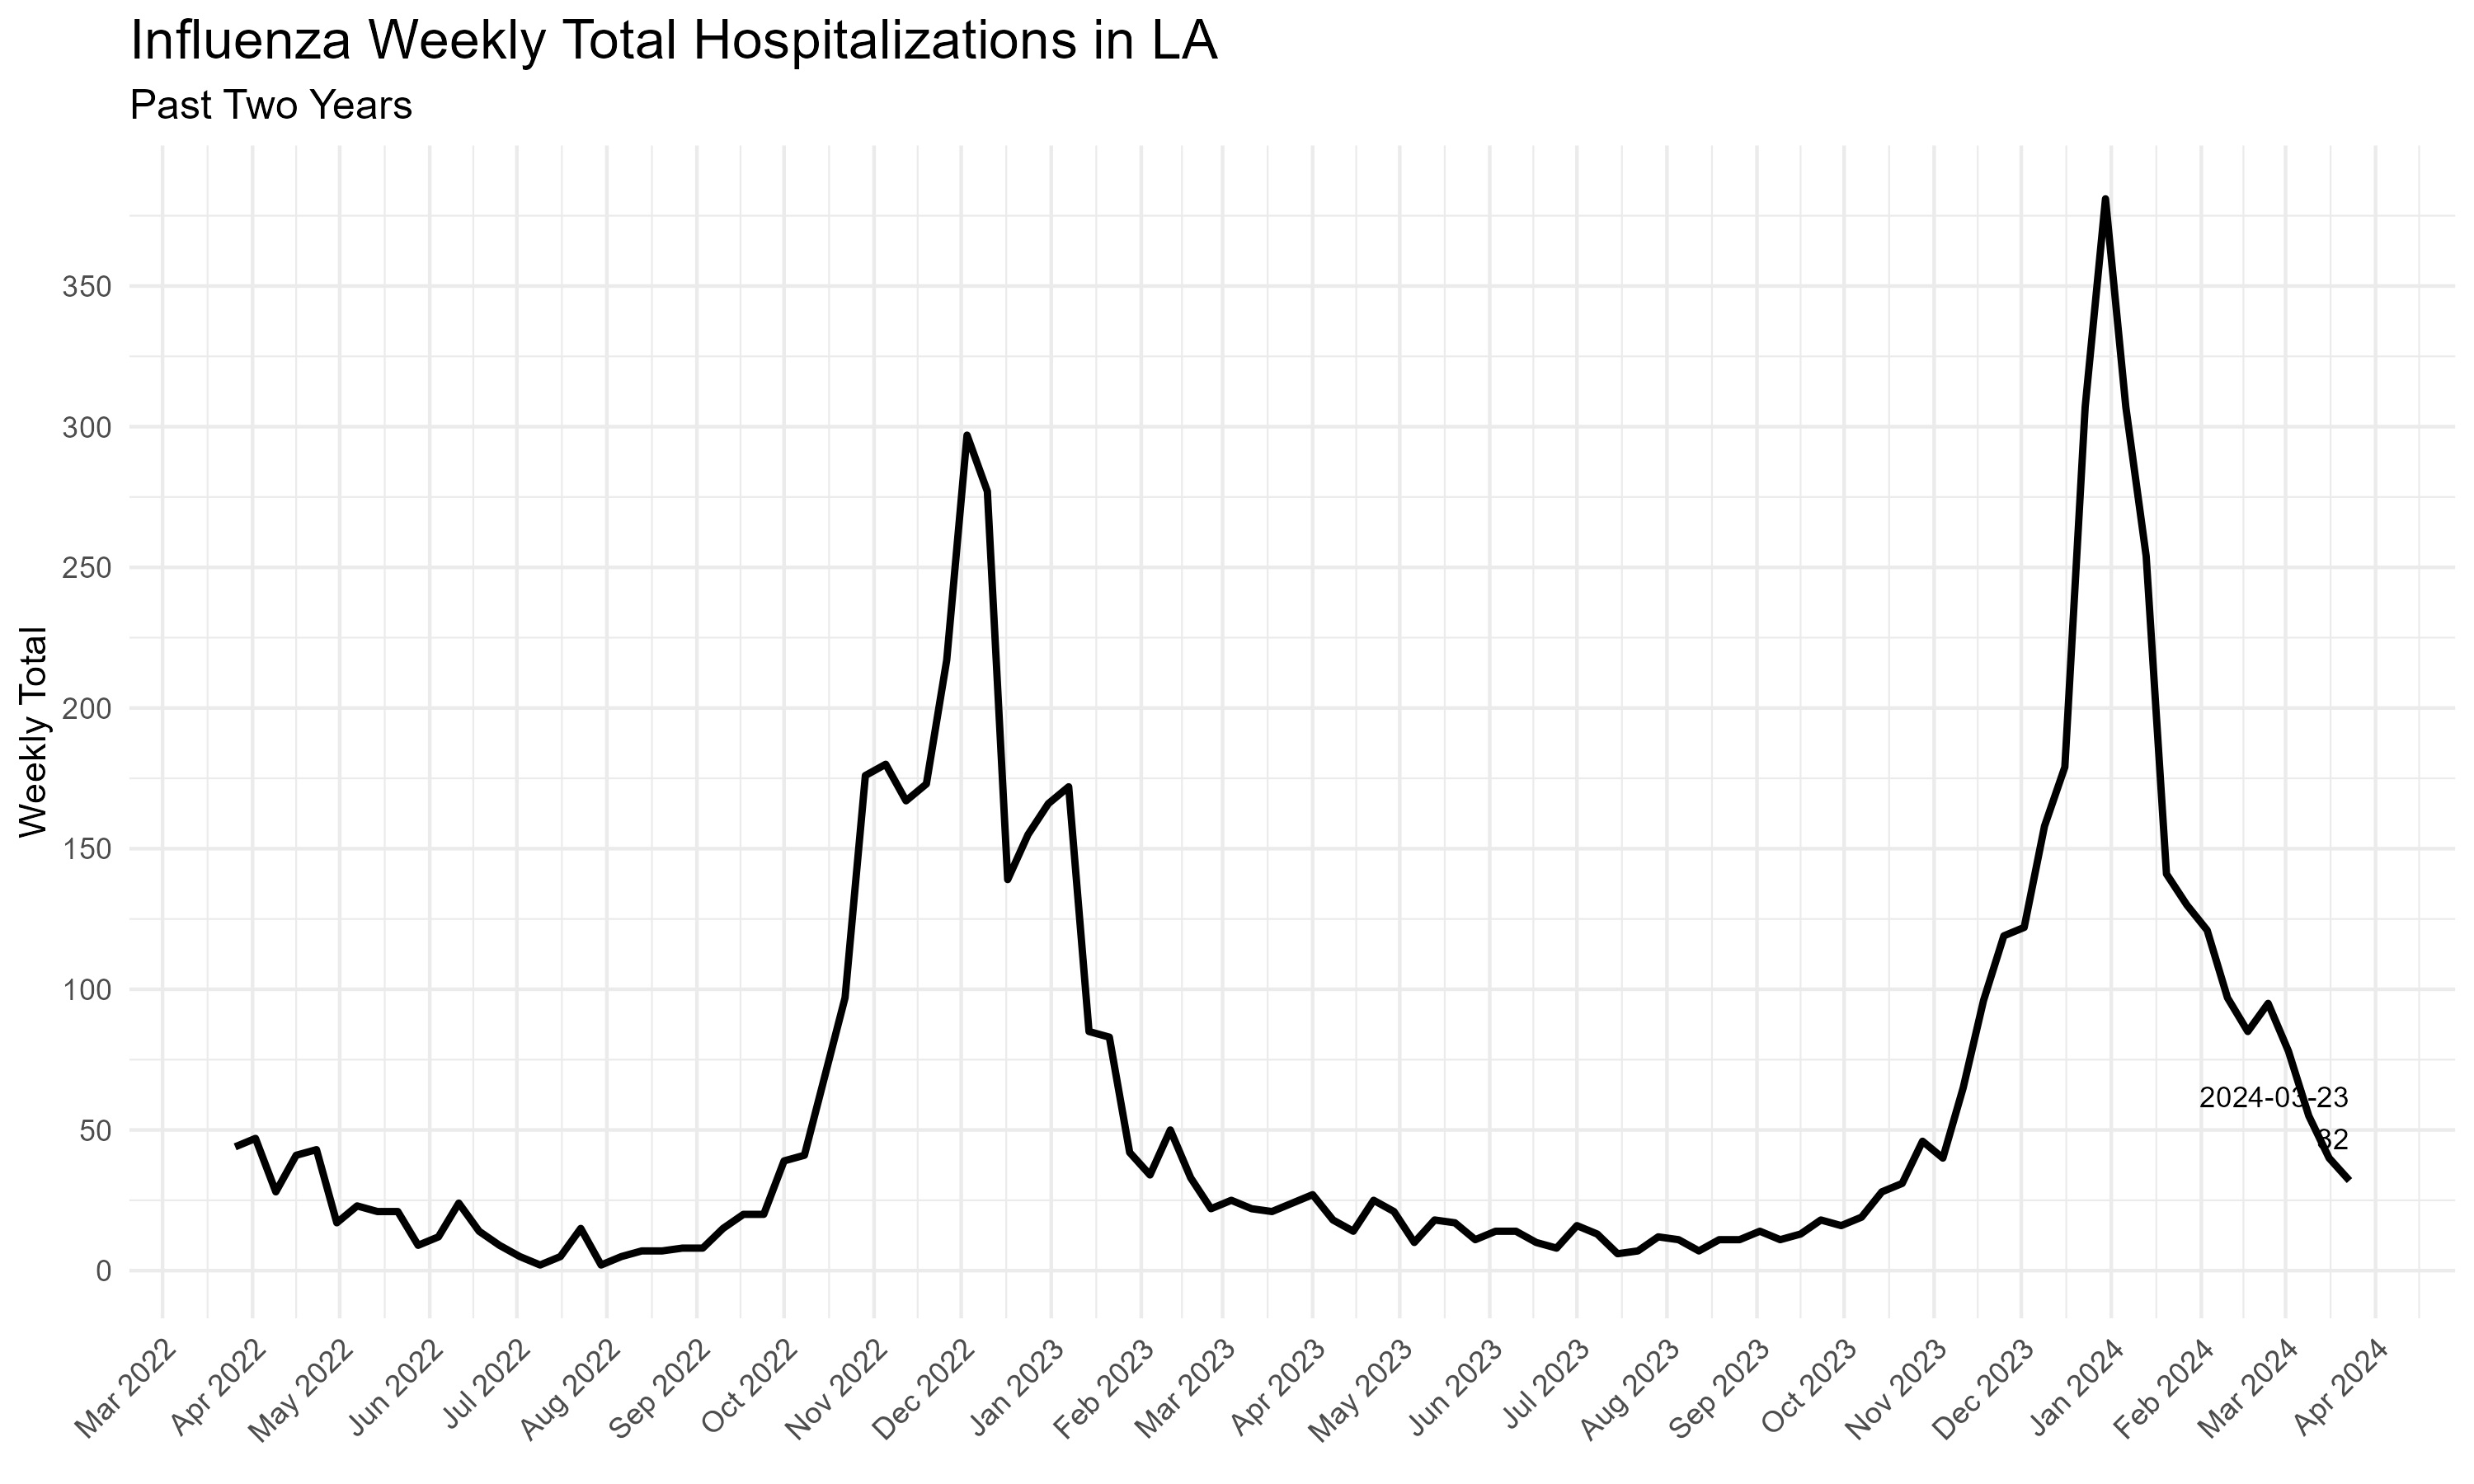 Influenza Weekly Total Hospitalizations in LA
Past Two Years
Weekly Total
350
300
250
200
150
100
50
0
2024-03-23
32
Mar 2022
Apr 2022
May 2022
Jun 2022
Jul 2022
Aug 2022
Sep 2022
Oct 2022
Nov 2022
Dec 2022
Jan 2023
Feb 2023
Mar 2023
Apr 2023
May 2023
Jun 2023
Jul 2023
Aug 2023
Sep 2023
Oct 2023
Nov 2023
Dec 2023
Jan 2024
Feb 2024
Mar 2024
Apr 2024